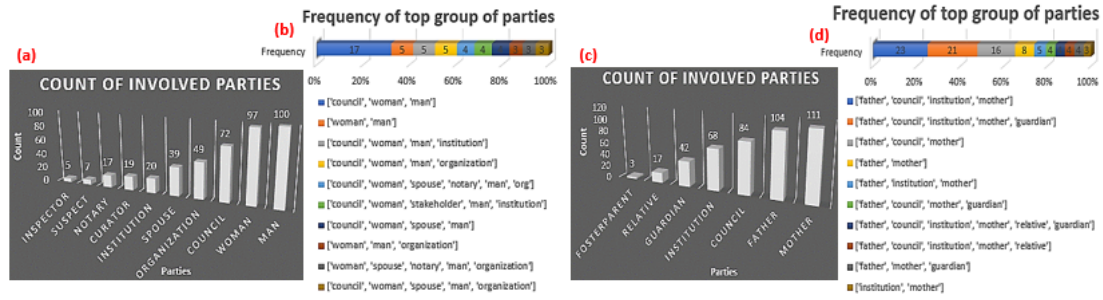 (a)
COUNT OF INVOLVED PARTIES
Count
100
80
60
40
20
0
5
7
17
19
20
39
49
72
97
100
INSPECTOR
SUSPECT
NOTARY
CURATOR
INSTITUTION
SPOUSE
ORGANIZATION
COUNCIL
WOMAN
MAN
Parties
(b)
Frequency of top group of parties
Frequency
17 5 5 5 4 4 3 3
0% 20% 40% 60% 80% 100%
['council', 'woman', 'man']
['woman', 'man']
['council', 'woman', 'man', 'institution']
['council', 'woman', 'man', 'organization']
['council', 'woman', 'spouse', 'notary', 'man', 'org']
['council', 'woman', 'stakeholder', 'man', 'institution']
['council', 'woman', 'spouse', 'man']
['woman', 'man', 'organization']
['woman', 'spouse', 'notary', 'man', 'organization']
['council', 'woman', 'spouse', 'man', 'organization']
(c)
COUNT OF INVOLVED PARTIES
Count
120
100
80
60
40
20
0
3
17
42
68
84
104
111
FOSTERPARENT
RELATIVE
GUARDIAN
INSTITUTION
COUNCIL
FATHER
MOTHER
Parties
Frequency of top group of parties
(d)
Frequency
23 21 16 8 5 4 4 4 3
0% 20% 40% 60% 80% 100%
['father', 'council', 'institution', 'mother']
['father', 'council', 'institution', 'mother', 'guardian']
['father', 'council', 'mother']
['father', 'mother']
['father', 'institution', 'mother']
['father', 'council', 'mother', 'guardian']
['father', 'council', 'institution', 'mother', 'relative', 'guardian']
['father', 'council', 'institution', 'mother', 'relative']
['father', 'mother', 'guardian']
['institution', 'mother']